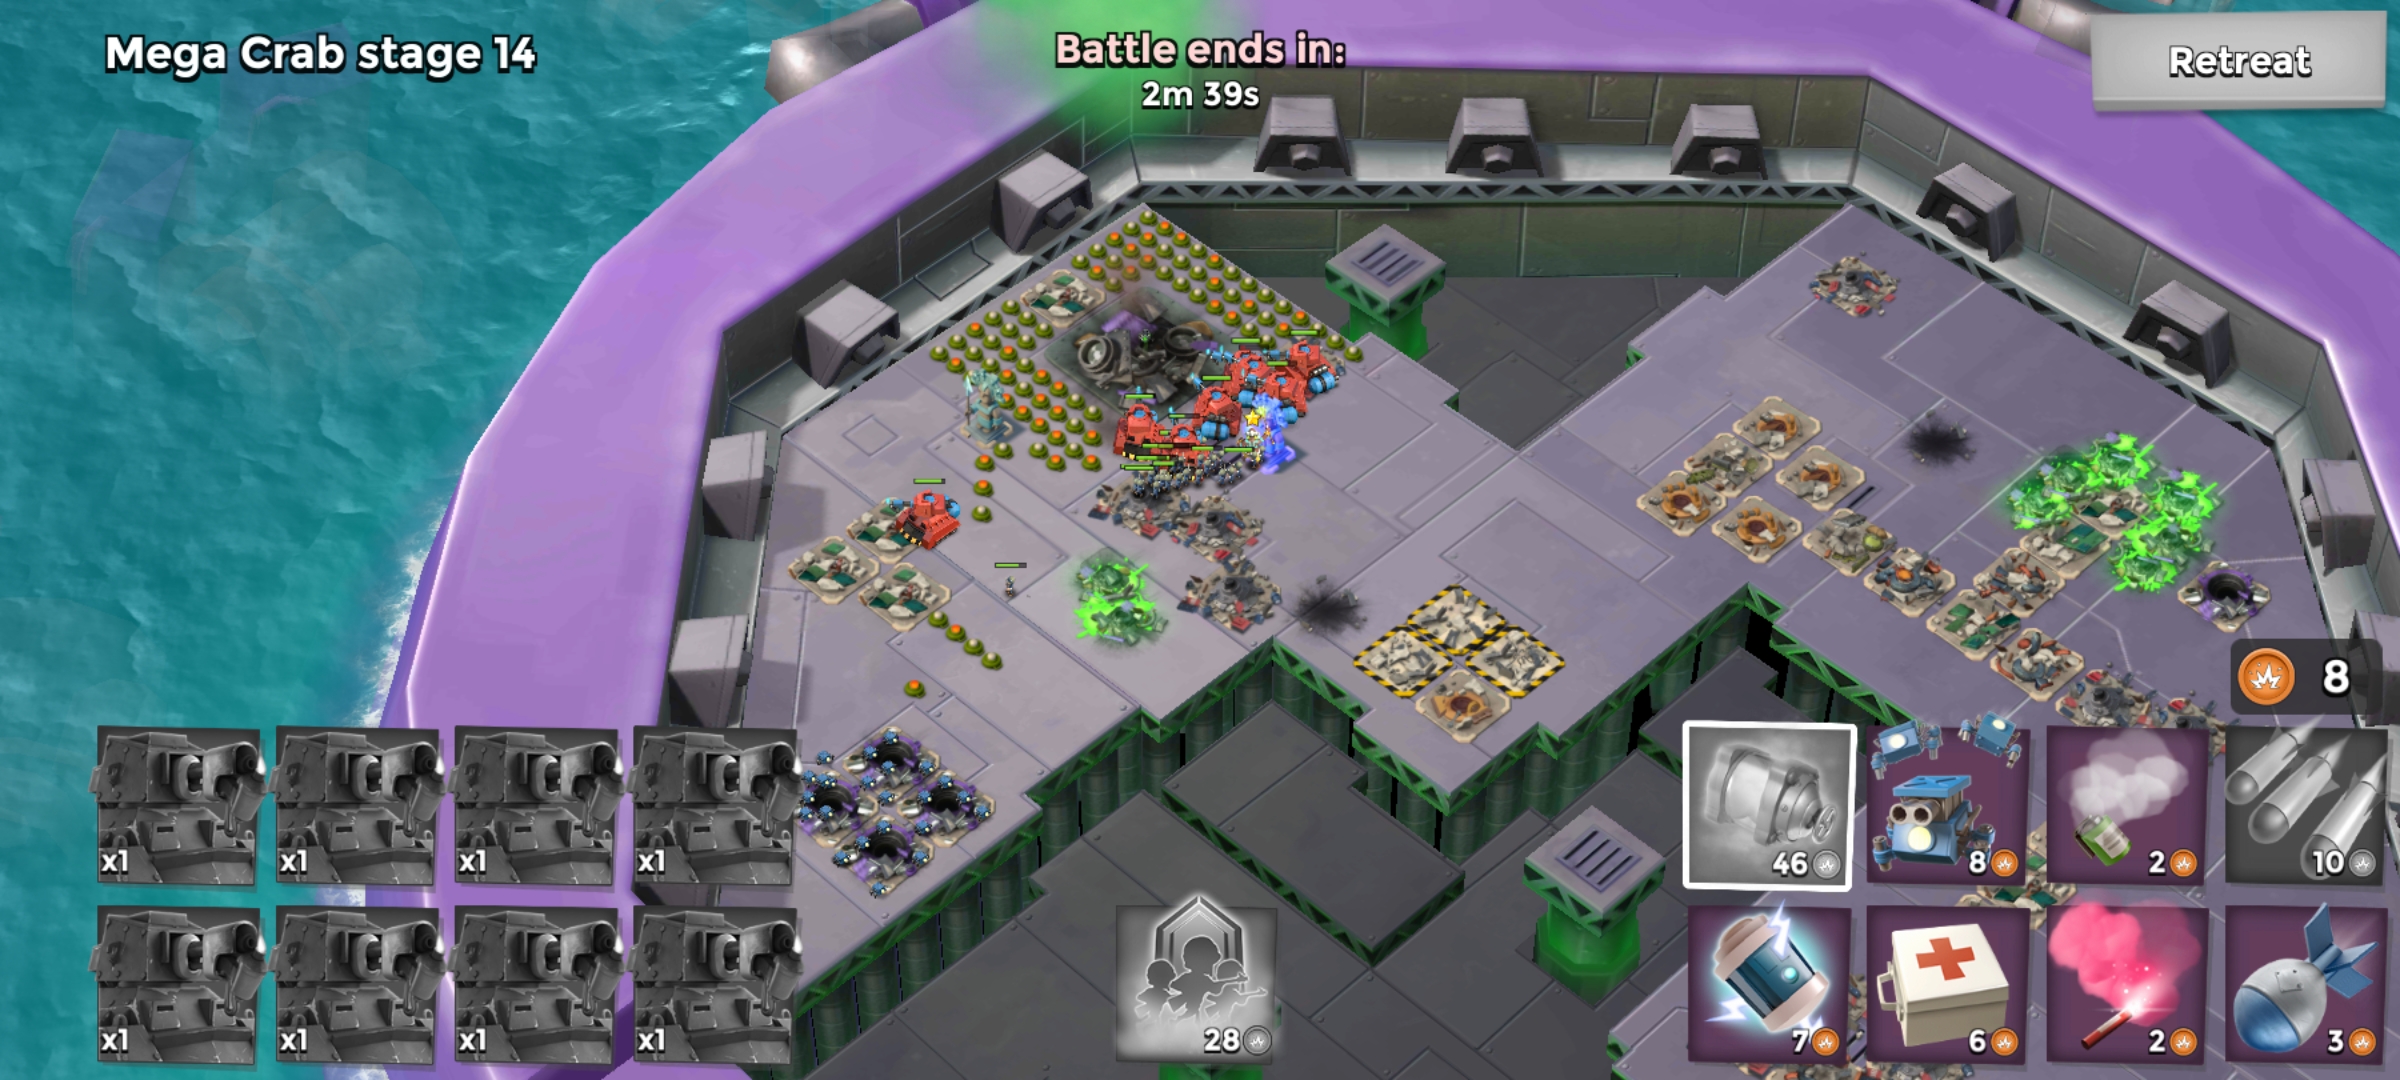 Mega Crab stage 14
Battle ends in:
2m 39s
Retreat
8
x1
x1
x1
x1
46
8
2
10
x1
x1
x1
x1
28
7
6
2
3